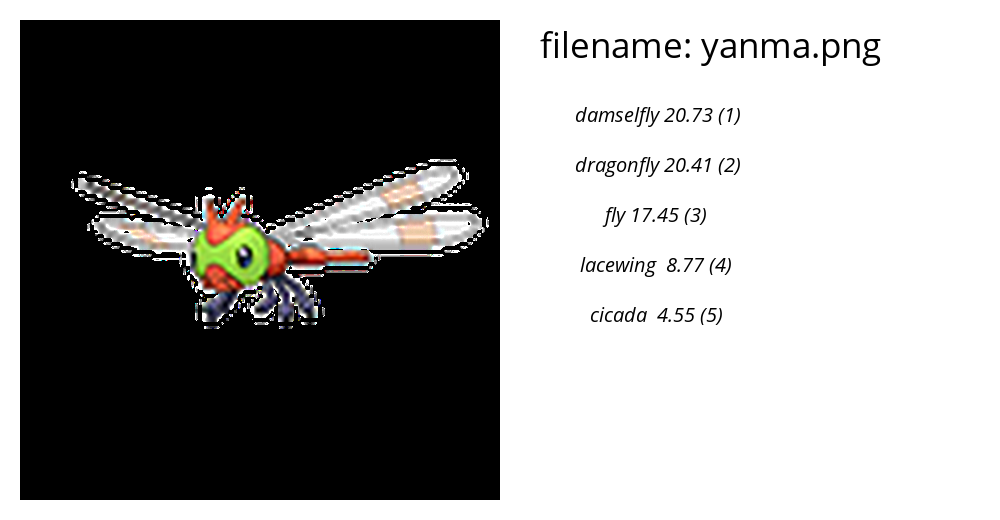 filename: yanma.png
damselfly 20.73 (1)
dragonfly 20.41 (2)
fly 17.45 (3)
lacewing  8.77 (4)
cicada  4.55 (5)